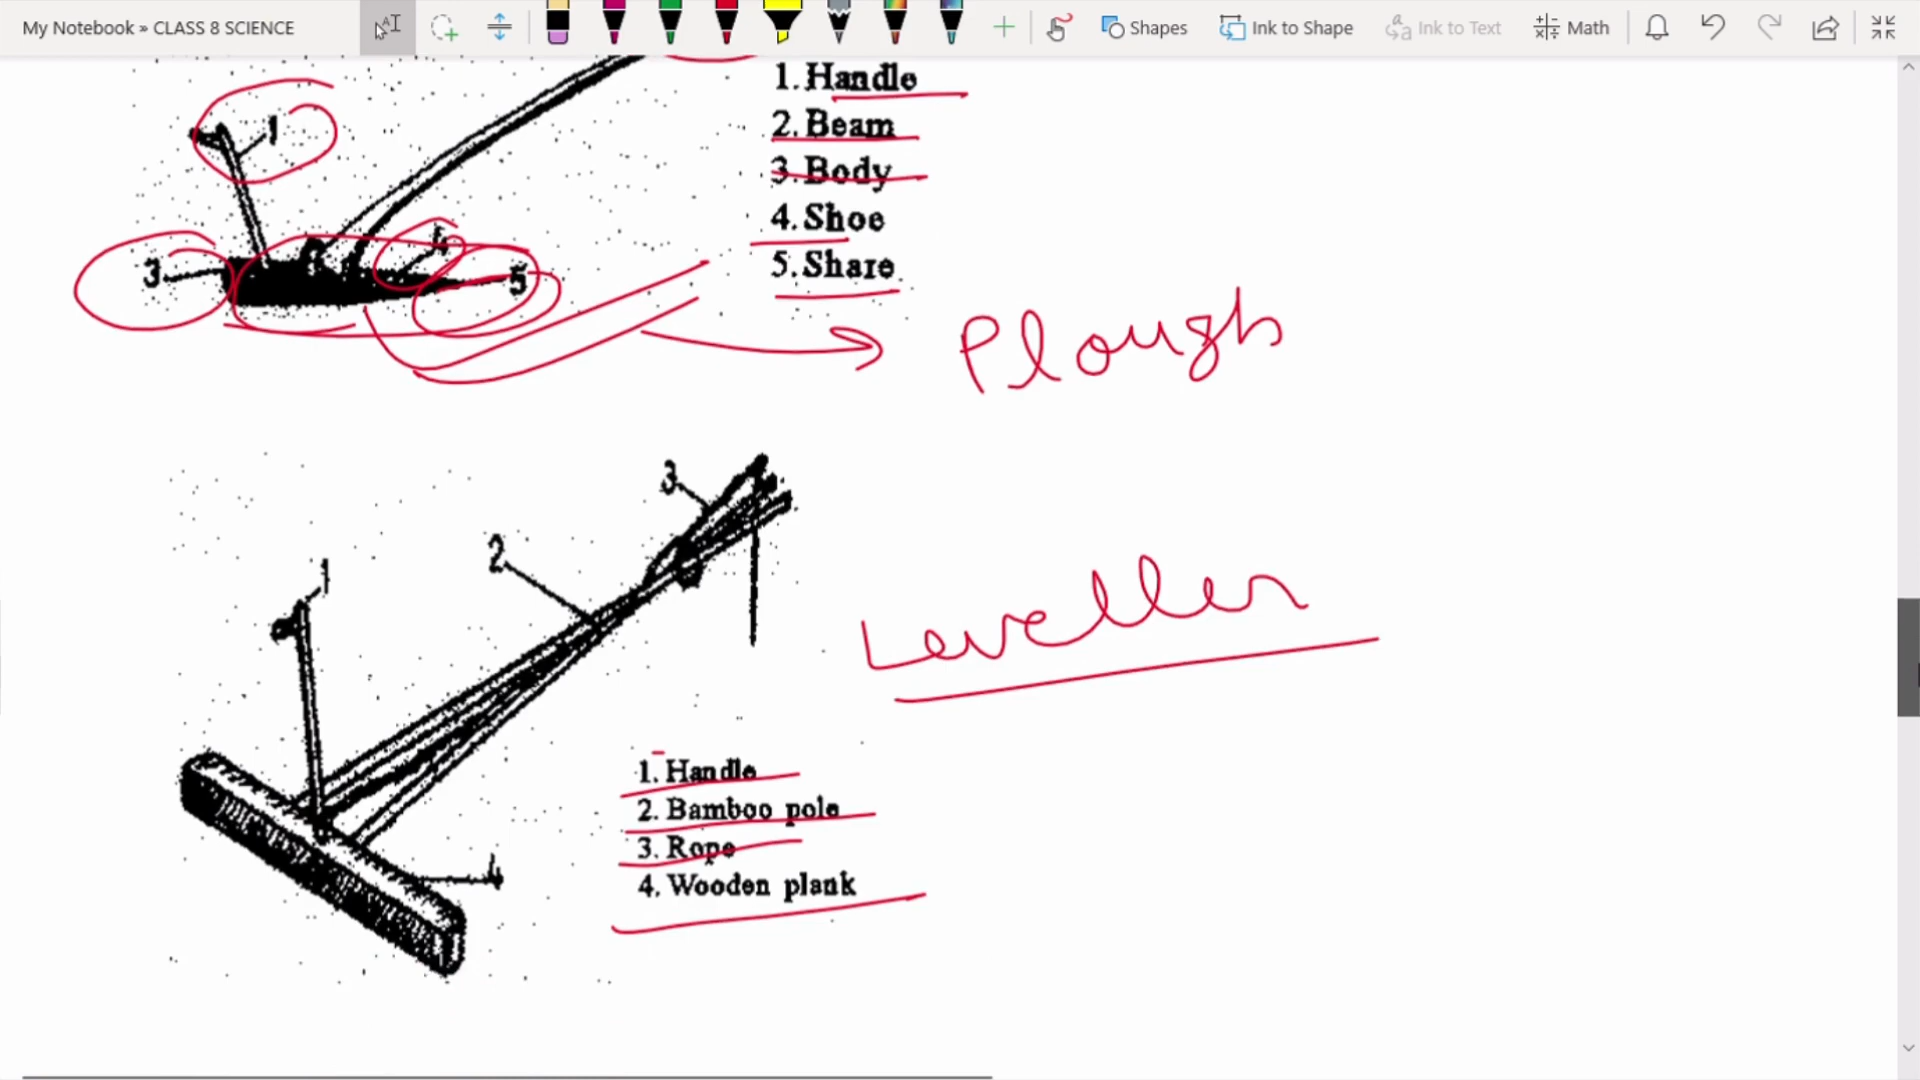 My Notebook » CLASS 8 SCIENCE
Shapes
Ink to Shape
Ink to Text
Math
1. Handle
2. Beam
3. Body
4. Shoe
5. Share
1
3
4
5
Plough
3
2
1
4
Leveller
1. Handle
2. Bamboo pole
3. Rope
4. Wooden plank